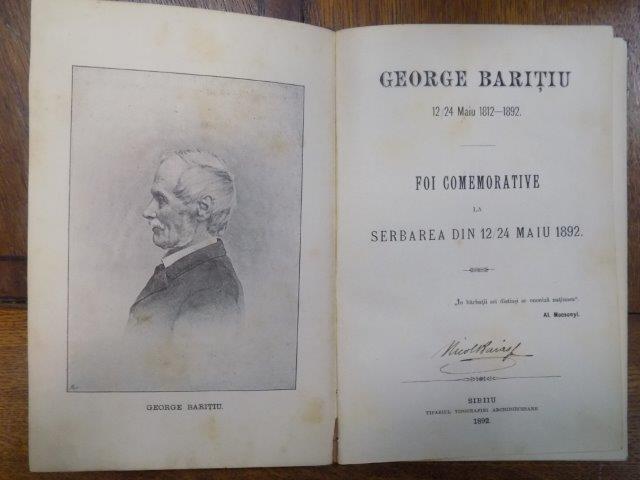 GEORGE BARIȚIU.
GEORGE BARIȚIU
12/24 Maiu 1812—1892.
FOI COMEMORATIVE
LA
SERBAREA DIN 12/24 MAIU 1892.
„In bărbații sei distinși se onoréză națiunea“.
Al. Mocsonyi.
SIBIIU
TIPARIUL TIPOGRAFIEI ARCHIDIECESANE
1892.